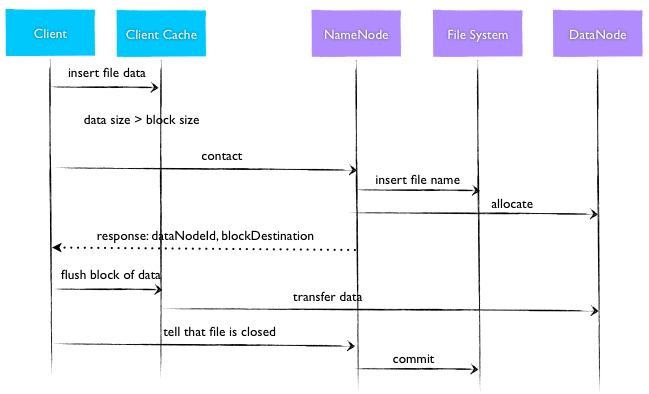 Client
Client Cache
NameNode
File System
DataNode
insert file data
data size > block size
contact
insert file name
allocate
response: dataNodeId, blockDestination
flush block of data
transfer data
tell that file is closed
commit